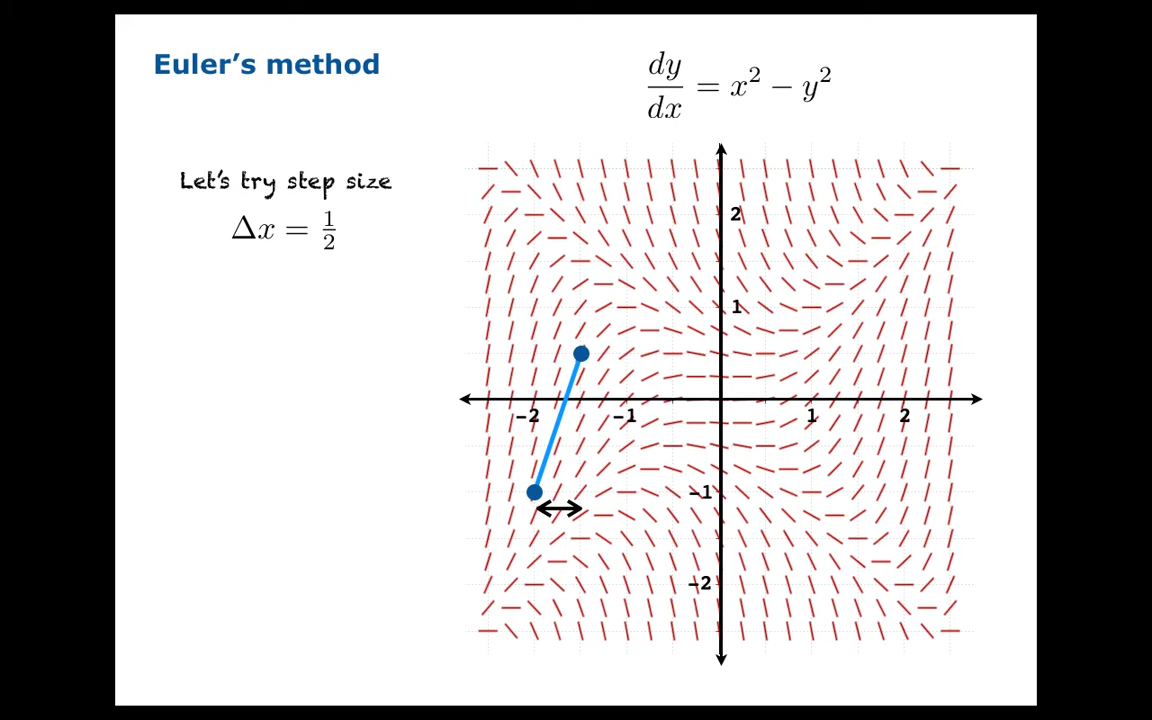 Euler's method
dy/dx = x² − y²
Let's try step size
Δx = 1/2
2
1
−2 −1 1 2
−1
−2